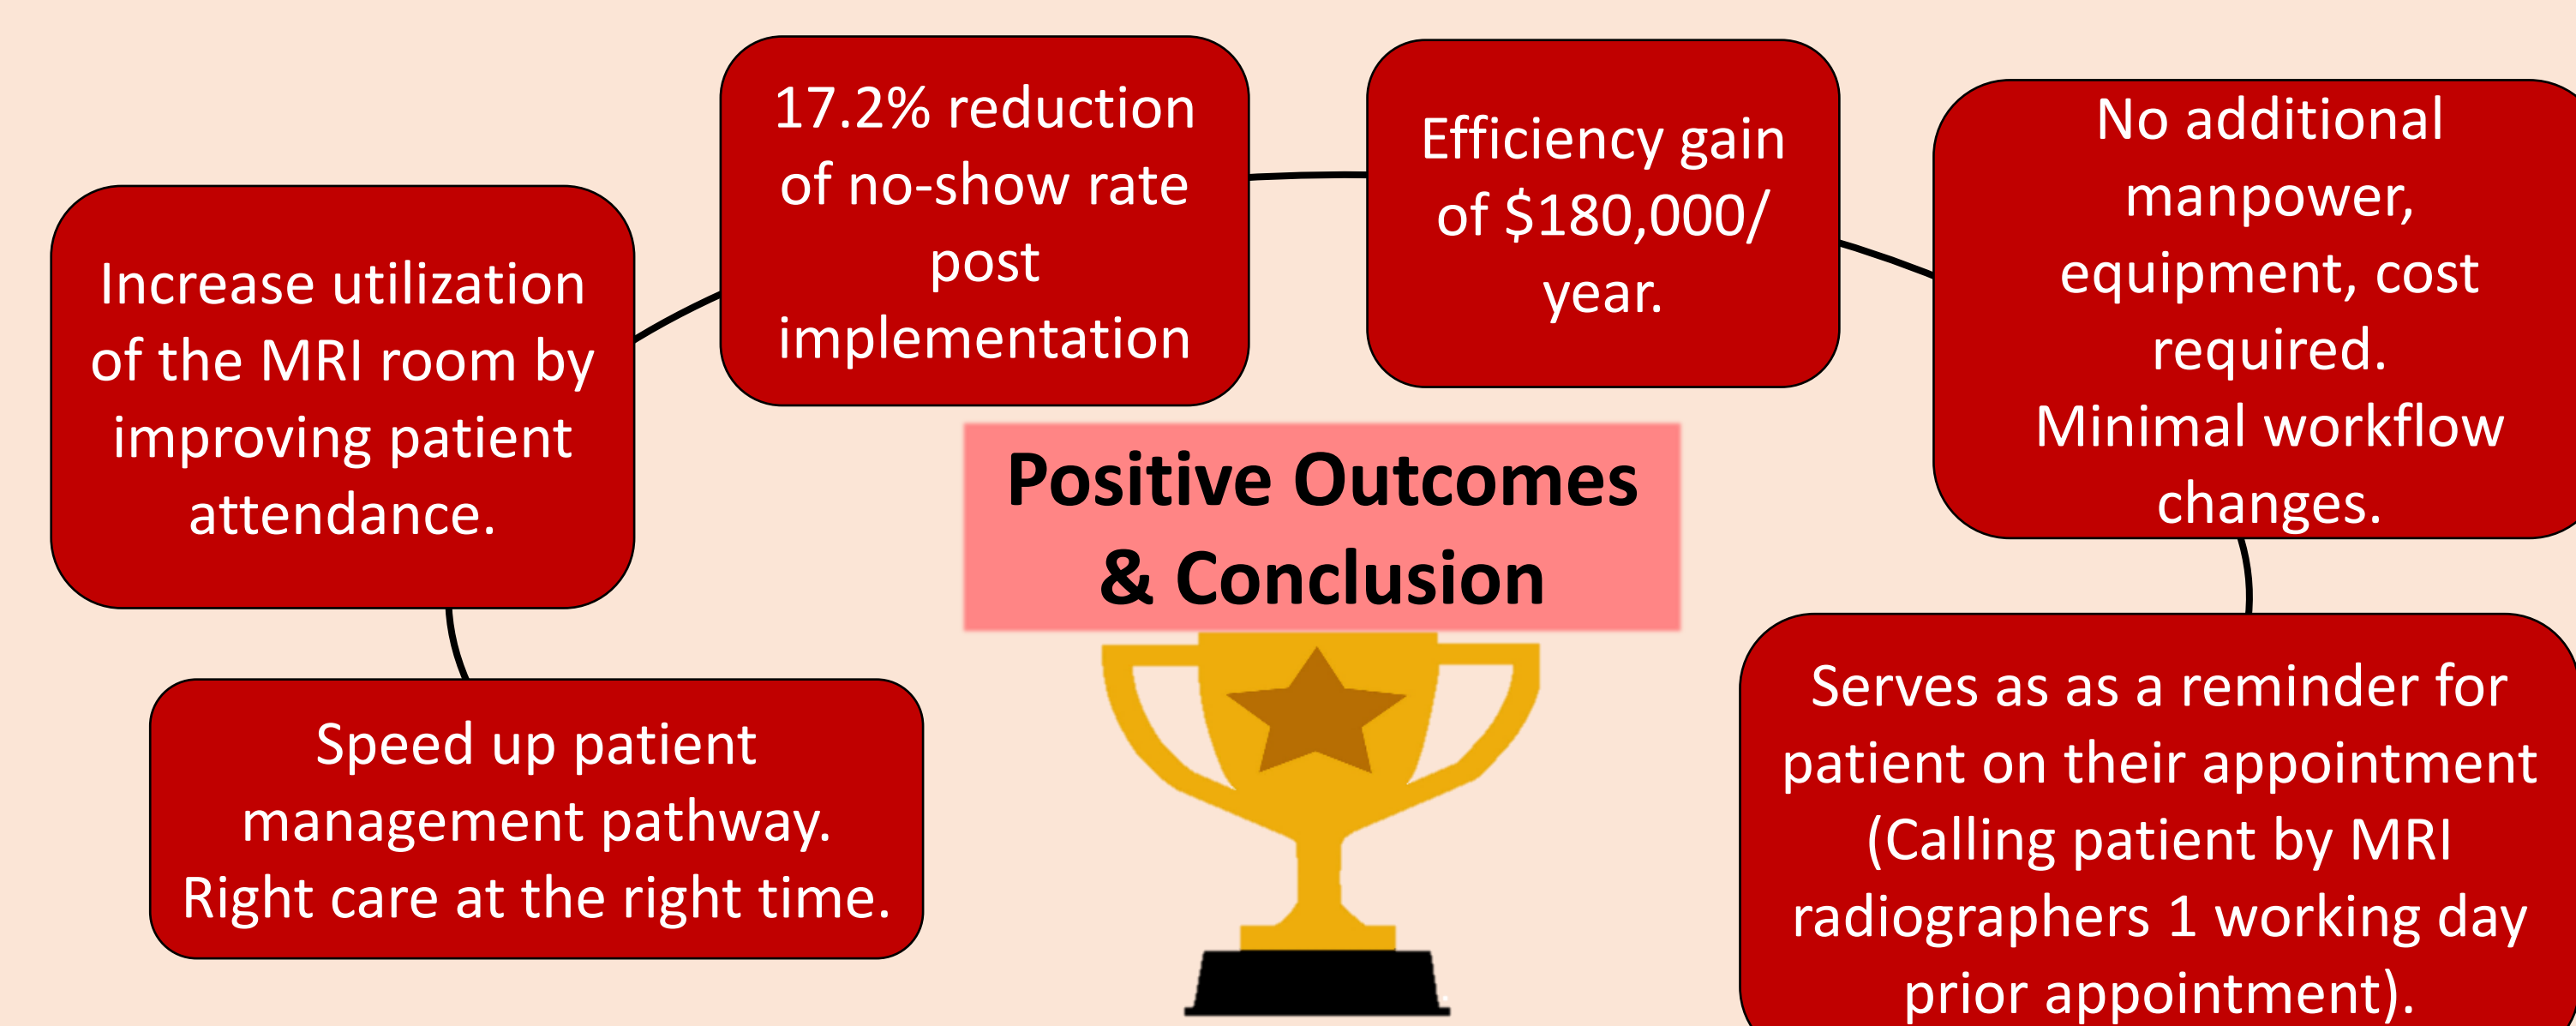 Speed up patient
management pathway.
Right care at the right time.
Increase utilization
of the MRI room by
improving patient
attendance.
17.2% reduction
of no-show rate
post
implementation
Efficiency gain
of $180,000/
year.
No additional
manpower,
equipment, cost
required.
Minimal workflow
changes.
Serves as as a reminder for
patient on their appointment
(Calling patient by MRI
radiographers 1 working day
prior appointment).
Positive Outcomes
& Conclusion